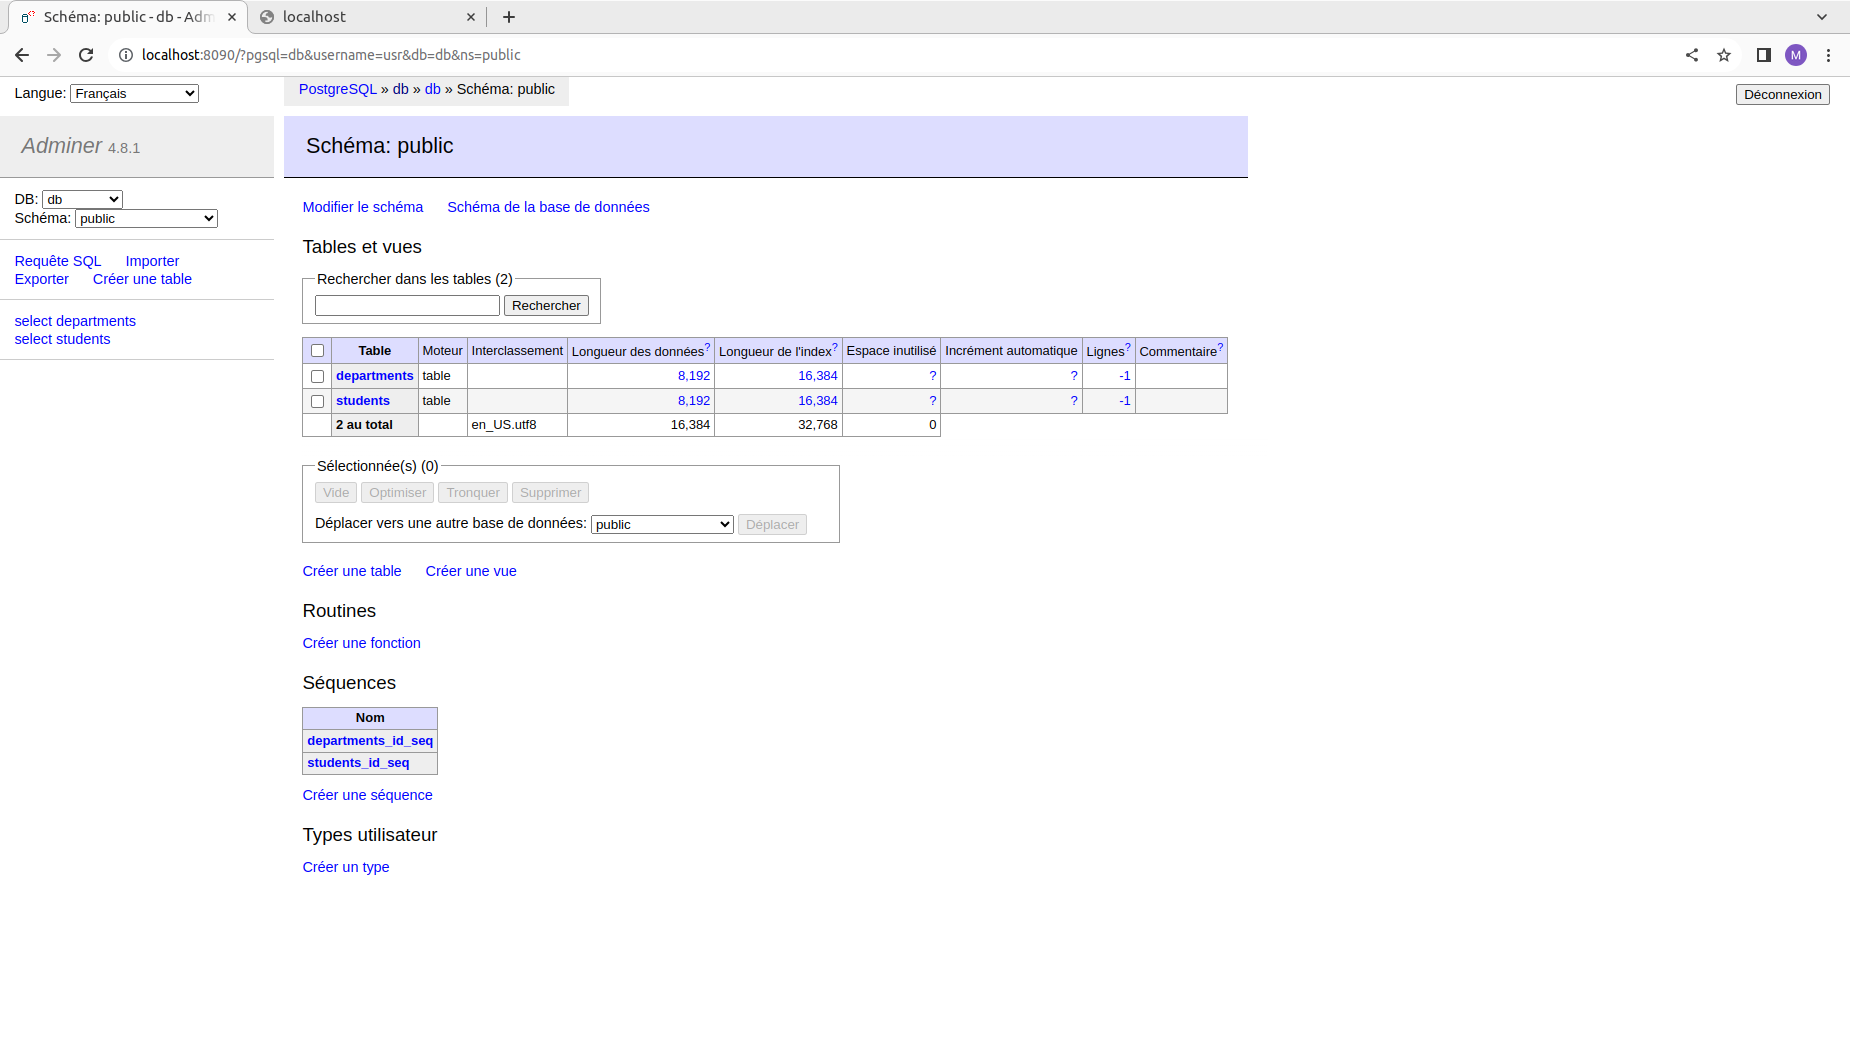 Schéma: public - db - Adm
localhost
localhost:8090/?pgsql=db&username=usr&db=db&ns=public
M
Langue: Français
PostgreSQL » db » db » Schéma: public
Déconnexion
Adminer 4.8.1
Schéma: public
DB: db
Schéma: public
Modifier le schéma Schéma de la base de données
Requête SQL Importer
Exporter Créer une table
select departments
select students
Tables et vues
Rechercher dans les tables (2)
Rechercher
Table Moteur Interclassement Longueur des données? Longueur de l'index? Espace inutilisé Incrément automatique Lignes? Commentaire?
departments table 8,192 16,384 ? ? -1
students table 8,192 16,384 ? ? -1
2 au total en_US.utf8 16,384 32,768 0
Sélectionnée(s) (0)
Vide Optimiser Tronquer Supprimer
Déplacer vers une autre base de données: public Déplacer
Créer une table Créer une vue
Routines
Créer une fonction
Séquences
Nom
departments_id_seq
students_id_seq
Créer une séquence
Types utilisateur
Créer un type